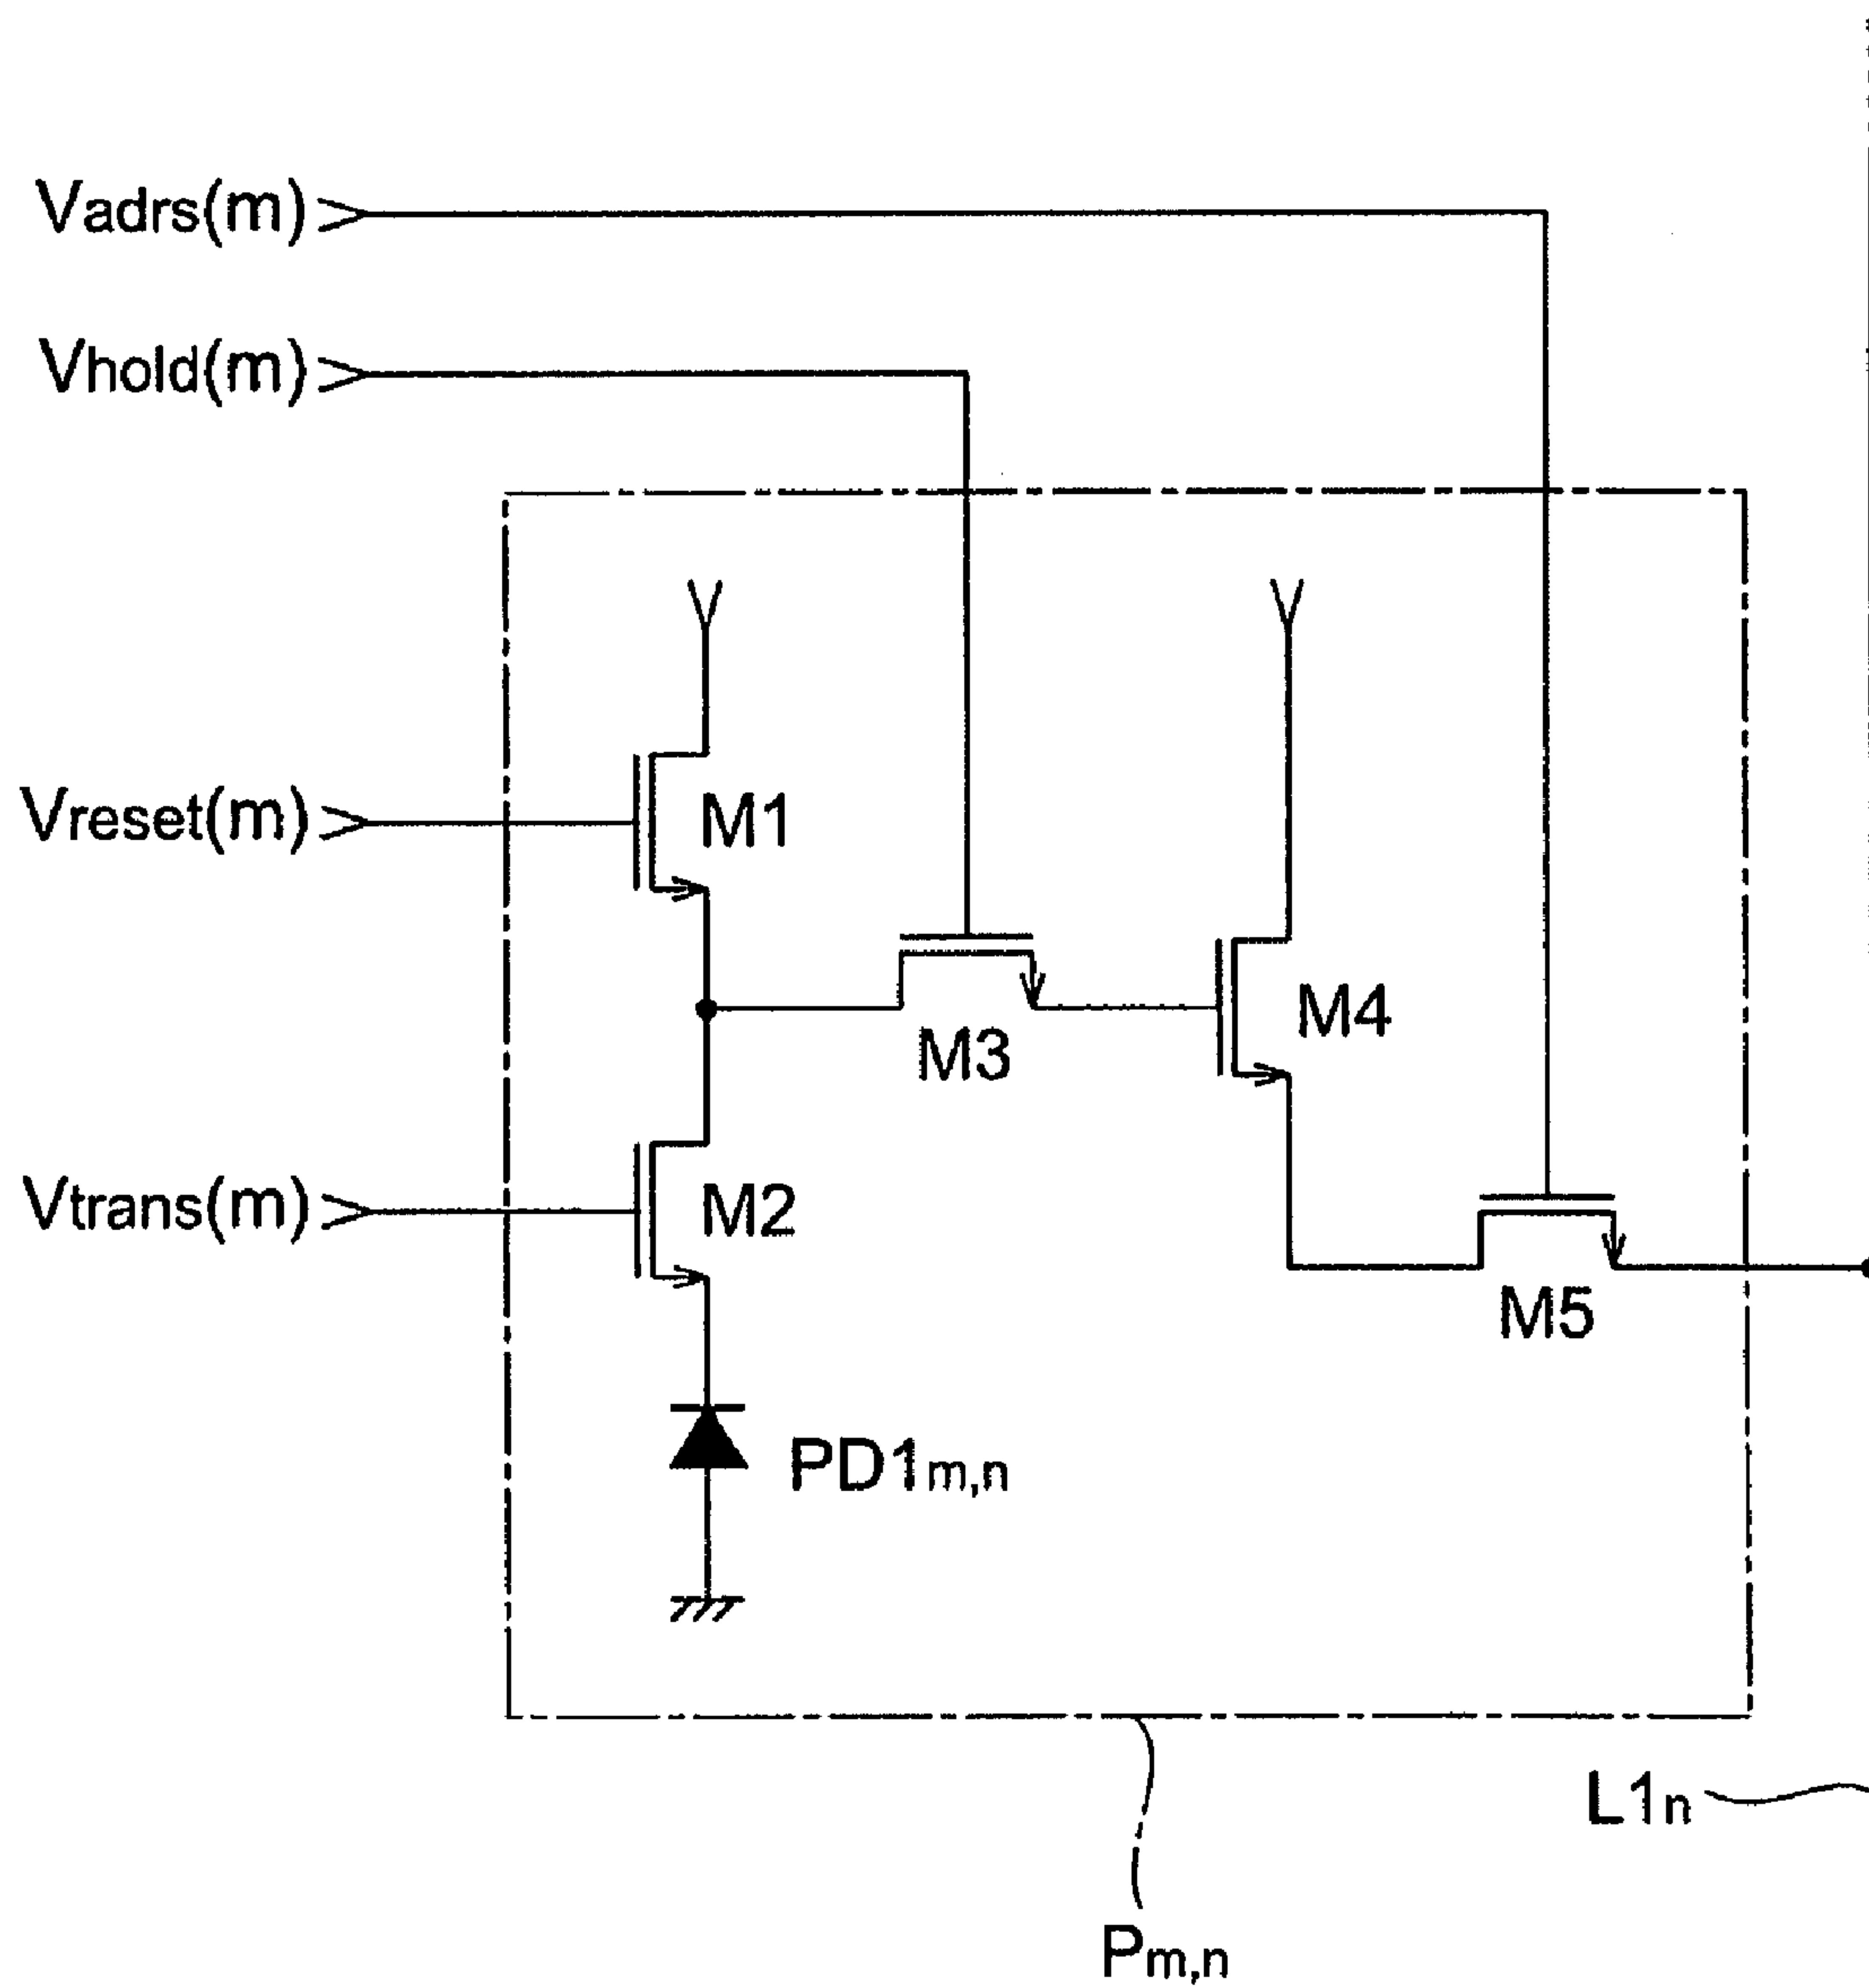 Vadrs(m)
Vhold(m)
Vreset(m)
M1
M3
M4
Vtrans(m)
M2
M5
PD1m,n
L1n
Pm,n